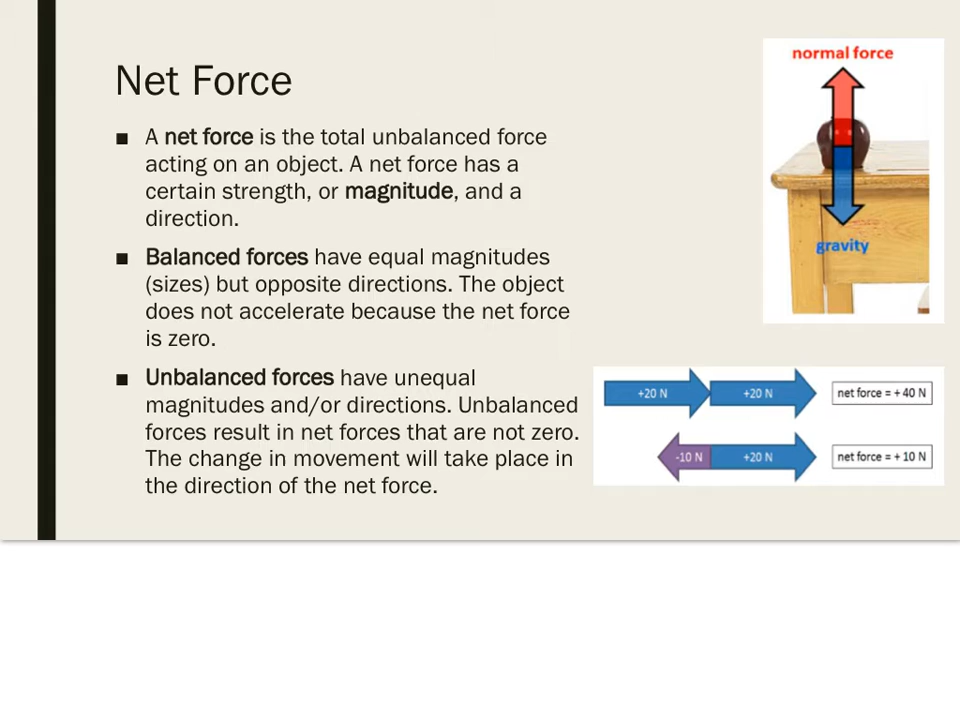 Net Force
■ A net force is the total unbalanced force
acting on an object. A net force has a
certain strength, or magnitude, and a
direction.
■ Balanced forces have equal magnitudes
(sizes) but opposite directions. The object
does not accelerate because the net force
is zero.
■ Unbalanced forces have unequal
magnitudes and/or directions. Unbalanced
forces result in net forces that are not zero.
The change in movement will take place in
the direction of the net force.
normal force
gravity
+20 N +20 N net force = + 40 N
-10 N +20 N net force = + 10 N